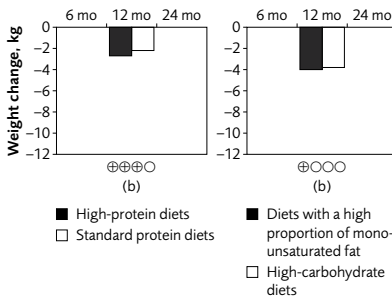 6 mo 12 mo 24 mo
6 mo 12 mo 24 mo
Weight change, kg
0
−2
−4
−6
−8
−10
−12
0
−2
−4
−6
−8
−10
−12
⊕⊕⊕○
⊕○○○
(b)
(b)
High-protein diets
Standard protein diets
Diets with a high
proportion of mono-
unsaturated fat
High-carbohydrate
diets